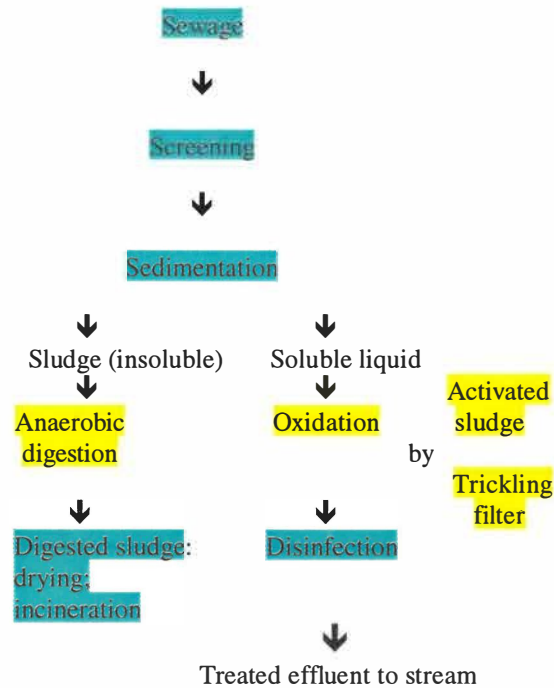 Sewage
Screening
Sedimentation
Sludge (insoluble)
Soluble liquid
Anaerobic
digestion
Oxidation
by
Activated
sludge
Trickling
filter
Digested sludge:
drying;
incineration
Disinfection
Treated effluent to stream